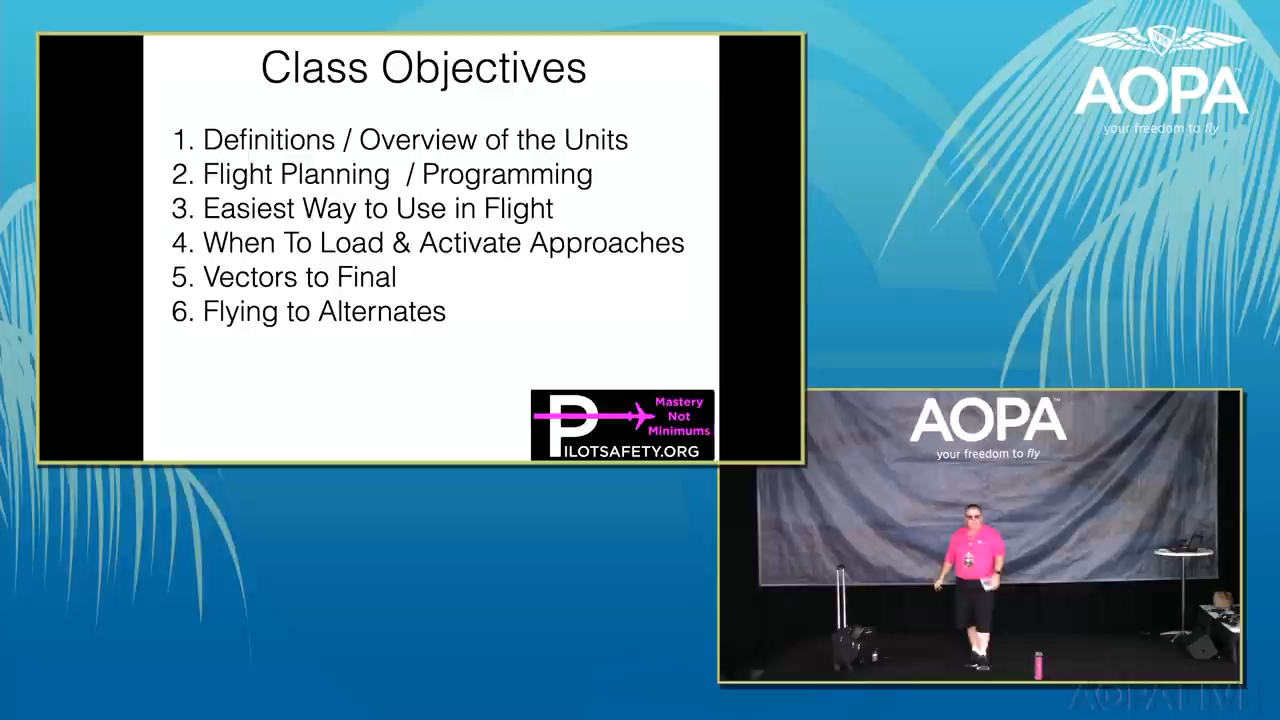 Class Objectives
1. Definitions / Overview of the Units
2. Flight Planning / Programming
3. Easiest Way to Use in Flight
4. When To Load & Activate Approaches
5. Vectors to Final
6. Flying to Alternates
Mastery
Not
Minimums
PILOTSAFETY.ORG
AOPA
your freedom to fly
AOPA™
your freedom to fly
AOPA LIVE